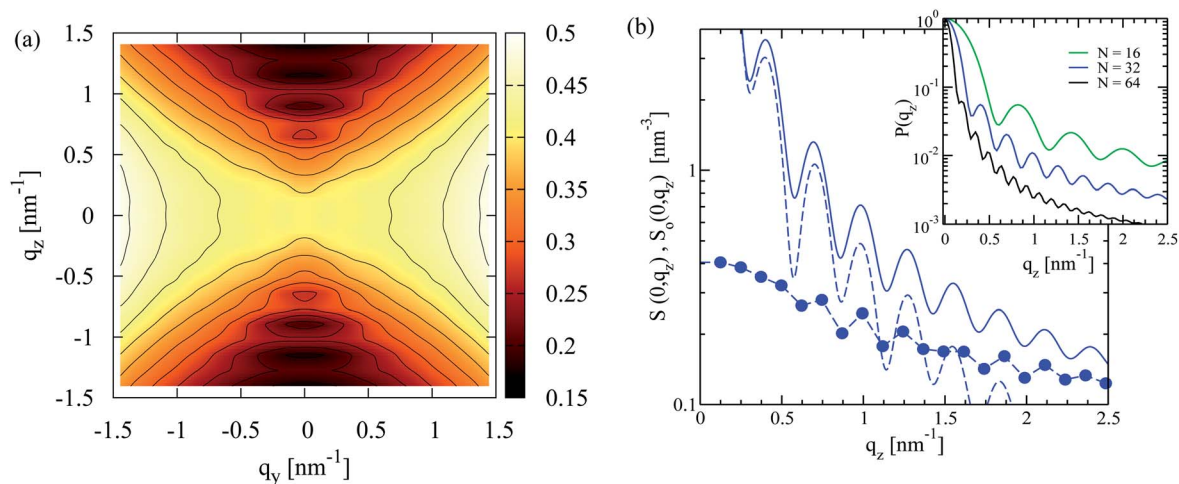 (a)
1.5
1
0.5
0
-0.5
-1
-1.5
q_z [nm^-1]
-1.5 -1 -0.5 0 0.5 1 1.5
q_y [nm^-1]
0.5
0.45
0.4
0.35
0.3
0.25
0.2
0.15
(b)
S (0,q_z) , S_o(0,q_z) [nm^-3]
1
0.1
0 0.5 1 1.5 2 2.5
q_z [nm^-1]
P(q_z)
10^0
10^-1
10^-2
10^-3
N = 16
N = 32
N = 64
0 0.5 1 1.5 2 2.5
q_z [nm^-1]